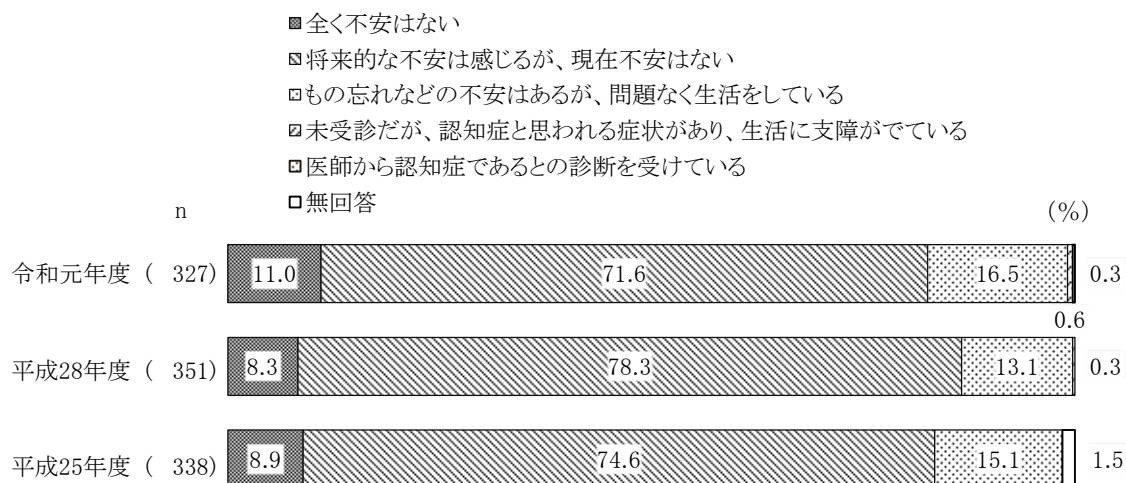 全く不安はない
将来的な不安は感じるが、現在不安はない
もの忘れなどの不安はあるが、問題なく生活をしている
未受診だが、認知症と思われる症状があり、生活に支障がでている
医師から認知症であるとの診断を受けている
無回答
n (%)
令和元年度 ( 327) 11.0 71.6 16.5 0.3
0.6
平成28年度 ( 351) 8.3 78.3 13.1 0.3
平成25年度 ( 338) 8.9 74.6 15.1 1.5